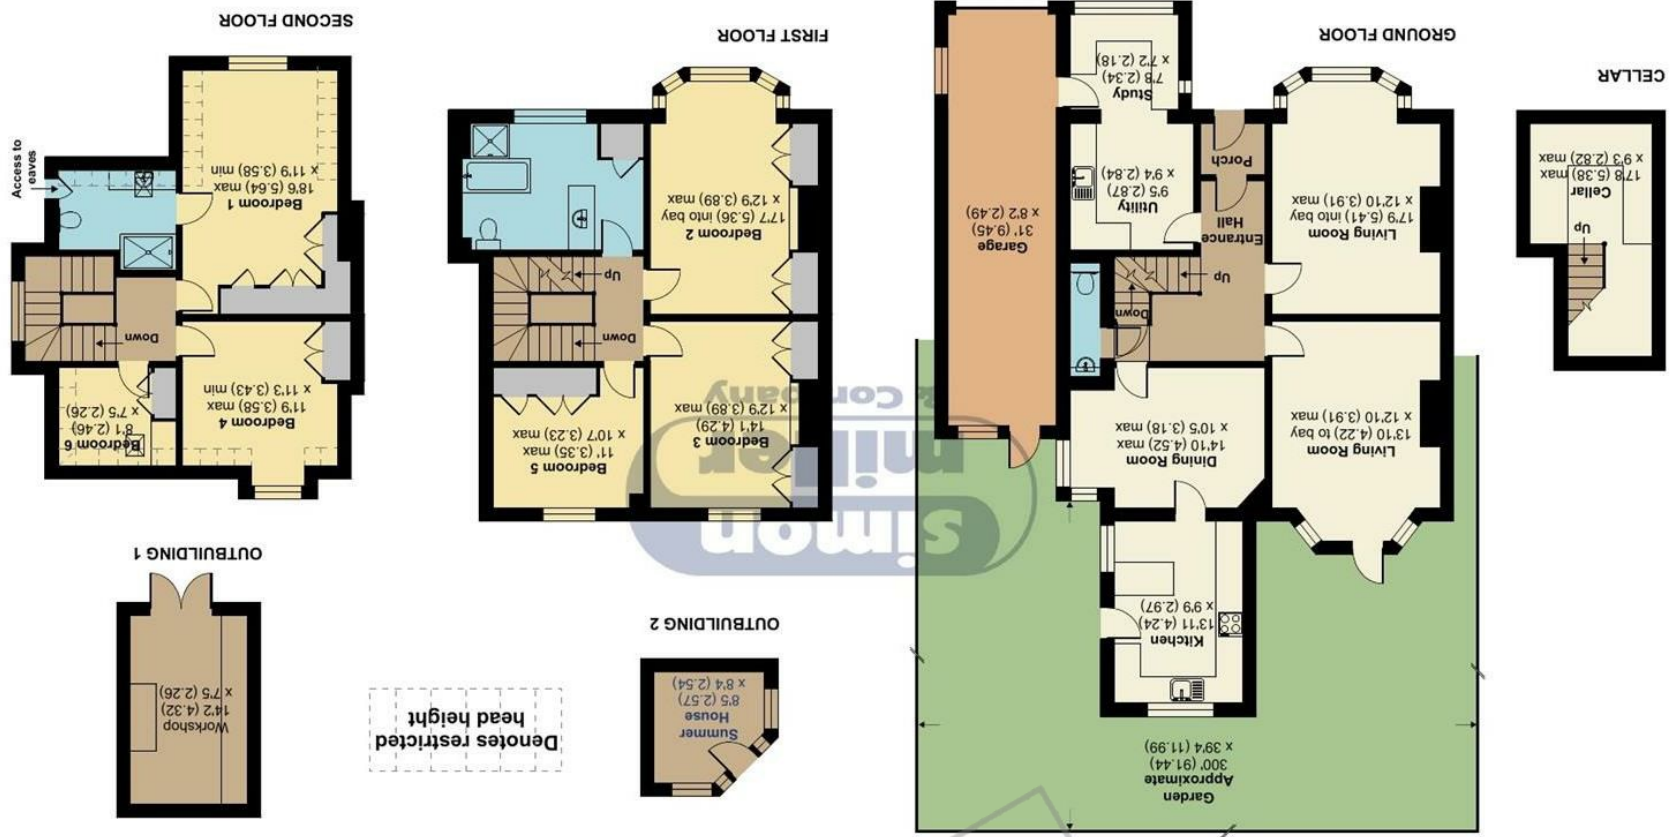 Garden
Approximate
300' (91.44)
x 39'4 (11.99)
Kitchen
13'11 (4.24)
x 9'9 (2.97)
Living Room
13'10 (4.22) to bay
x 12'10 (3.91)
Dining Room
14'10 (4.52) max
x 10'5 (3.18) max
Down
Up
Entrance
Hall
Living Room
17'9 (5.41) into bay
x 12'10 (3.91) max
Porch
Utility
9'5 (2.87)
x 9'4 (2.84)
Study
7'8 (2.34)
x 7'2 (2.18)
Garage
31' (9.45)
x 8'2 (2.49)
GROUND FLOOR
Up
Cellar
17'8 (5.38) max
x 9'3 (2.82) max
CELLAR
Summer
House
8'5 (2.57)
x 8'4 (2.54)
OUTBUILDING 2
Denotes restricted
head height
Workshop
14'2 (4.32)
x 7'5 (2.26)
OUTBUILDING 1
simon
miller
& Company
Bedroom 3
14'1 (4.29)
x 12'9 (3.89) max
Bedroom 5
11' (3.35) max
x 10'7 (3.23) max
Down
Up
Bedroom 2
17'7 (5.36) into bay
x 12'9 (3.89) max
FIRST FLOOR
Bedroom 4
11'9 (3.58) max
x 11'3 (3.43) min
Bedroom 6
8'1 (2.46)
x 7'5 (2.26)
Down
Bedroom 1
18'6 (5.64) max
x 11'9 (3.58) min
Access to
eaves
SECOND FLOOR